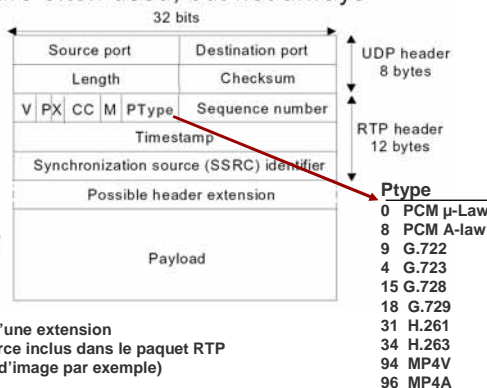 32 bits
Source port Destination port
UDP header
8 bytes
Length Checksum
V PX CC M PType Sequence number
RTP header
12 bytes
Timestamp
Synchronization source (SSRC) identifier
Possible header extension
Payload
Ptype
0 PCM µ-Law
8 PCM A-law
9 G.722
4 G.723
15 G.728
18 G.729
31 H.261
34 H.263
94 MP4V
96 MP4A
'une extension
rce inclus dans le paquet RTP
d'image par exemple)